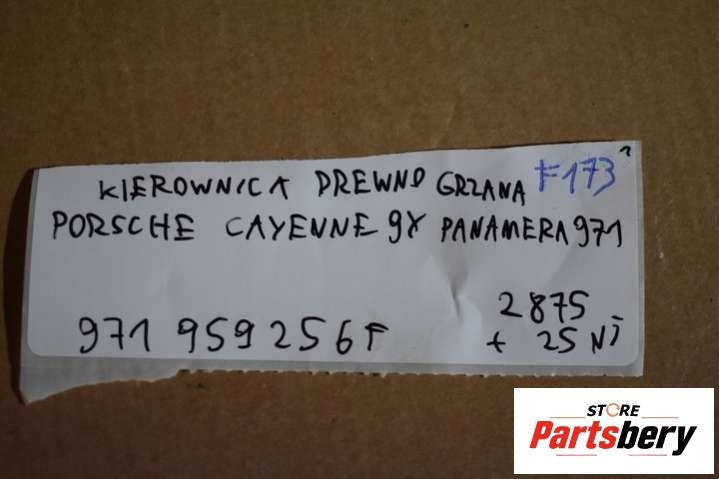 KIEROWNICA DREWNO GRZANA F173
PORSCHE CAYENNE 9Y PANAMERA 971
2875
971 959 256 F + 25 NJ
STORE
Partsbery